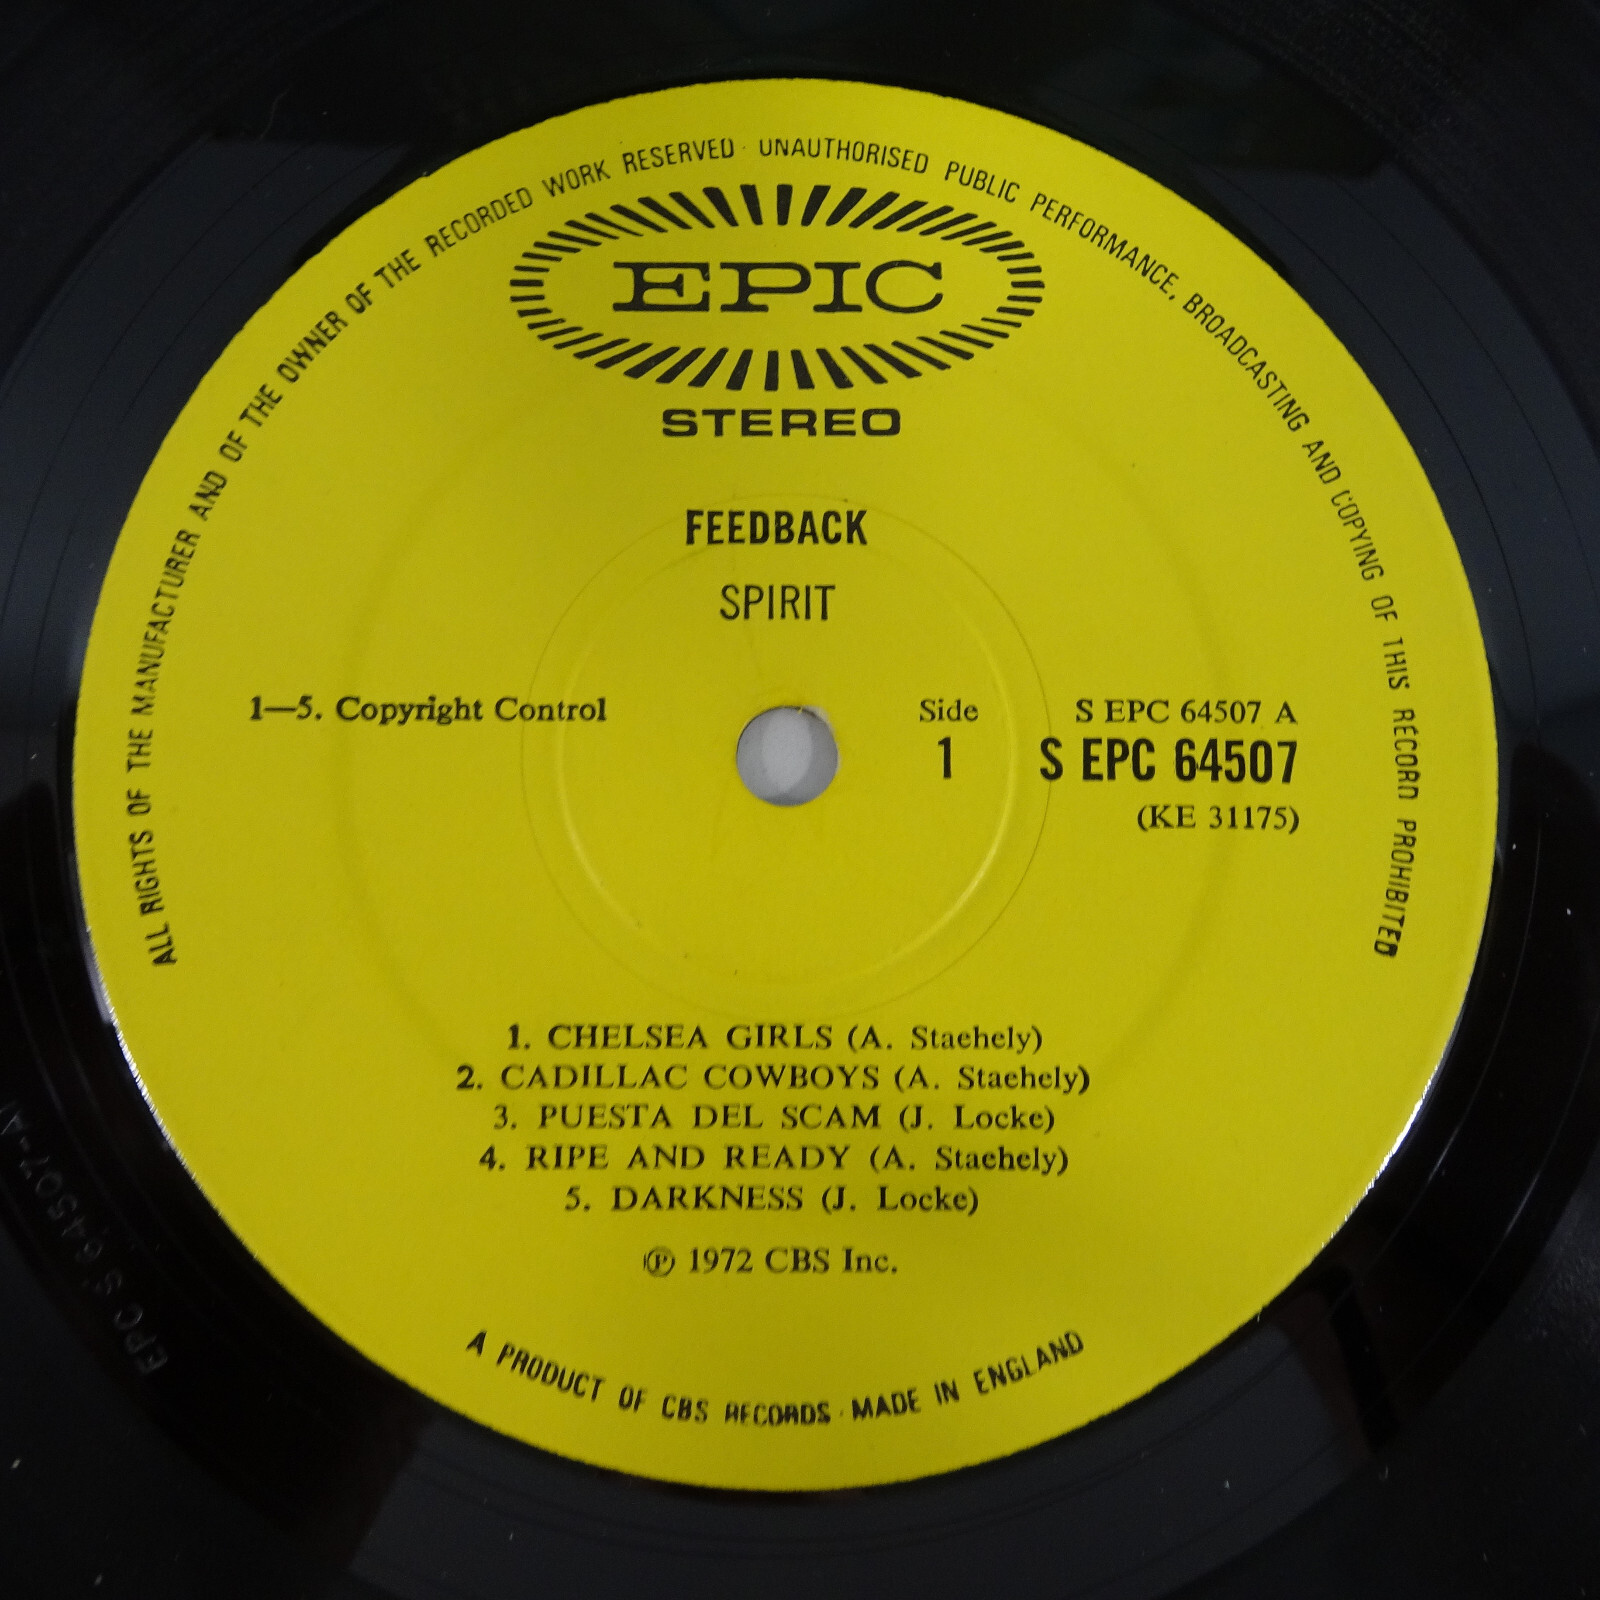 ALL RIGHTS OF THE MANUFACTURER AND OF THE OWNER OF THE RECORDED WORK RESERVED · UNAUTHORISED PUBLIC PERFORMANCE, BROADCASTING AND COPYING OF THIS RECORD PROHIBITED
EPIC
STEREO
FEEDBACK
SPIRIT
1—5. Copyright Control
Side
1
S EPC 64507 A
S EPC 64507
(KE 31175)
1. CHELSEA GIRLS (A. Staehely)
2. CADILLAC COWBOYS (A. Staehely)
3. PUESTA DEL SCAM (J. Locke)
4. RIPE AND READY (A. Staehely)
5. DARKNESS (J. Locke)
℗ 1972 CBS Inc.
A PRODUCT OF CBS RECORDS · MADE IN ENGLAND
EPC S 64507-A